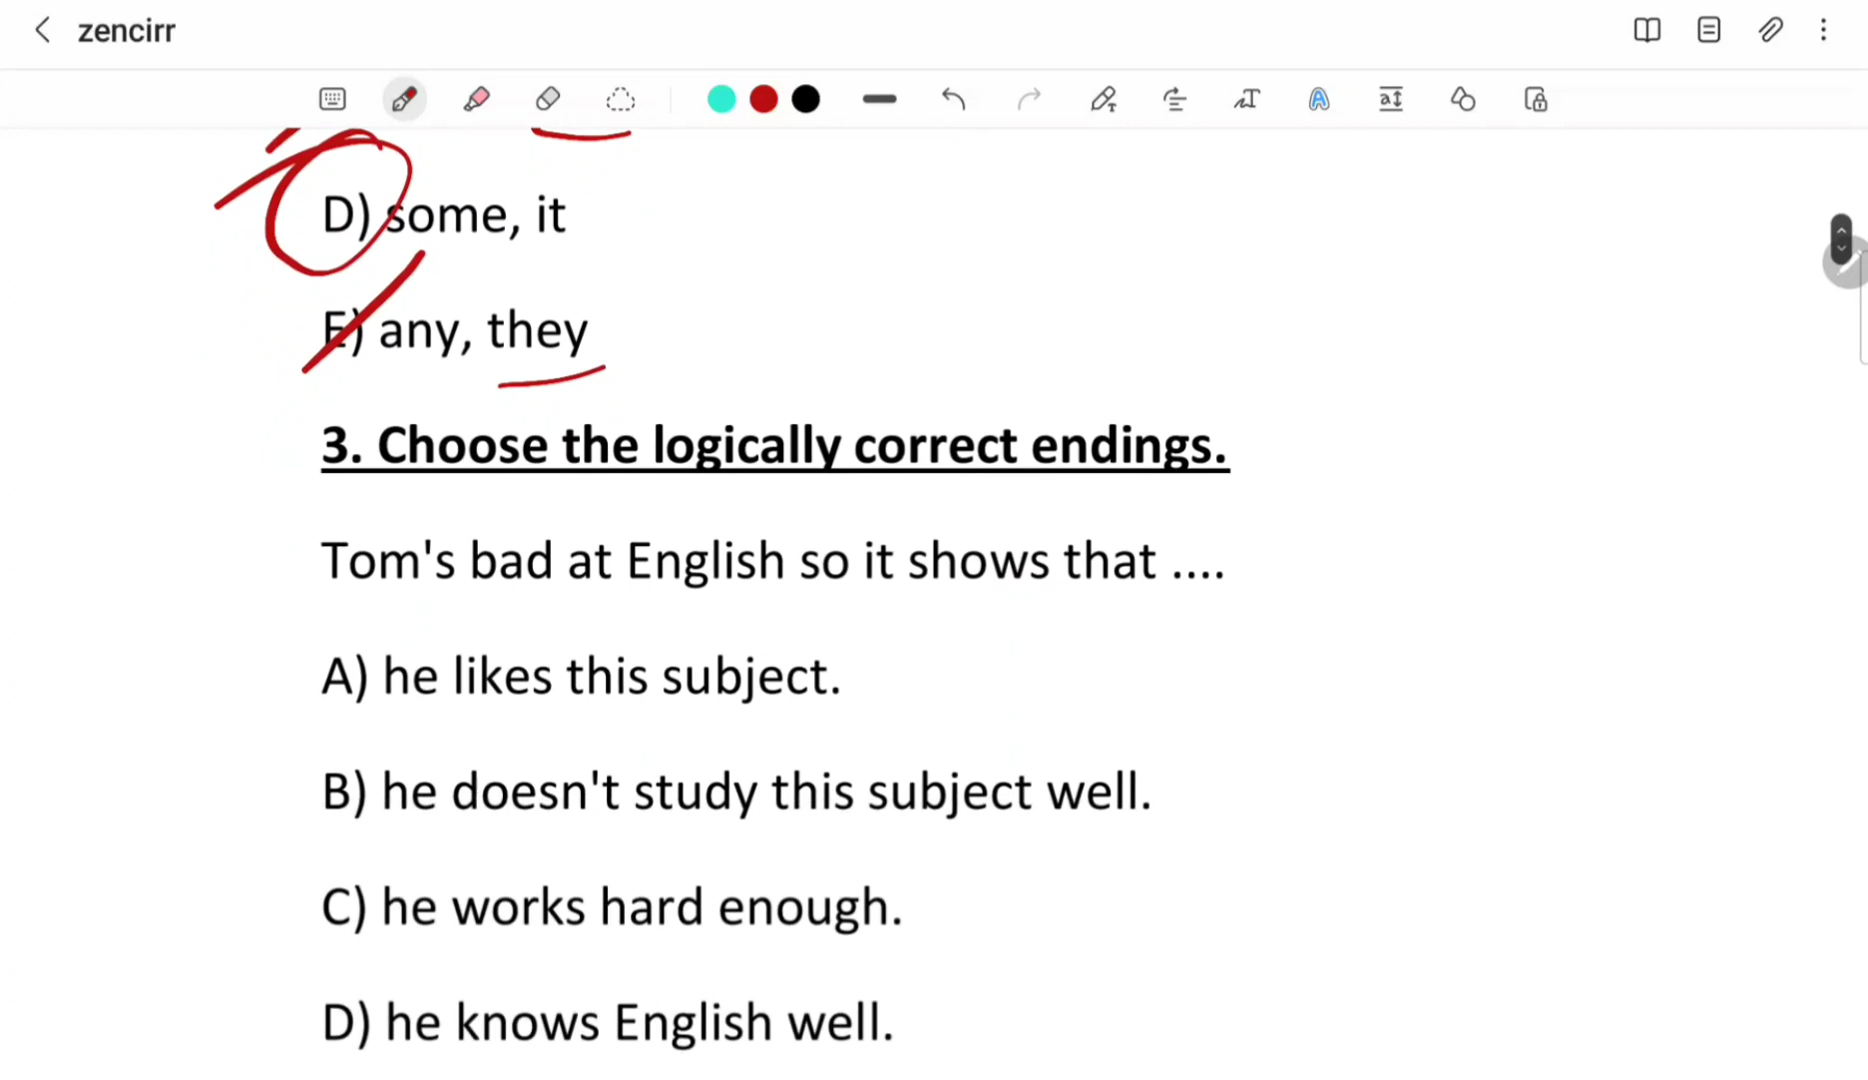 zencirr
D) some, it
E) any, they
3. Choose the logically correct endings.
Tom's bad at English so it shows that ....
A) he likes this subject.
B) he doesn't study this subject well.
C) he works hard enough.
D) he knows English well.